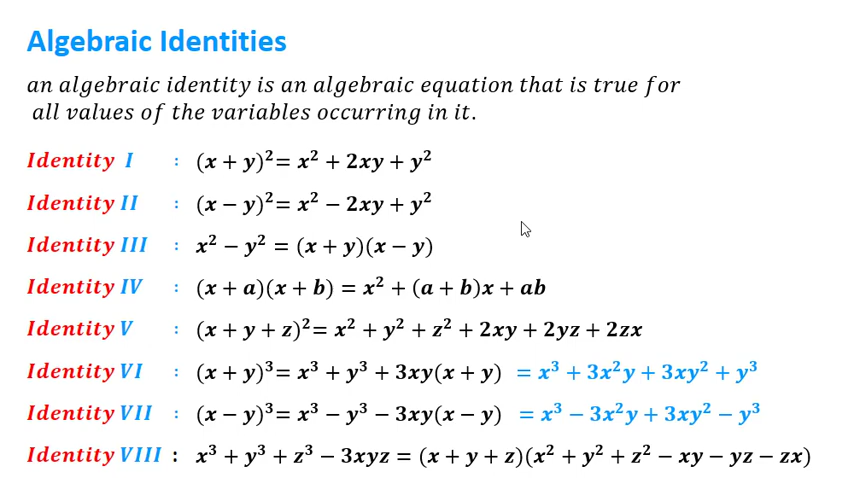 Algebraic Identities
an algebraic identity is an algebraic equation that is true for
all values of the variables occurring in it.
Identity I : (x + y)²= x² + 2xy + y²
Identity II : (x − y)²= x² − 2xy + y²
Identity III : x² − y² = (x + y)(x − y)
Identity IV : (x + a)(x + b) = x² + (a + b)x + ab
Identity V : (x + y + z)²= x² + y² + z² + 2xy + 2yz + 2zx
Identity VI : (x + y)³= x³ + y³ + 3xy(x + y) = x³ + 3x²y + 3xy² + y³
Identity VII : (x − y)³= x³ − y³ − 3xy(x − y) = x³ − 3x²y + 3xy² − y³
Identity VIII : x³ + y³ + z³ − 3xyz = (x + y + z)(x² + y² + z² − xy − yz − zx)